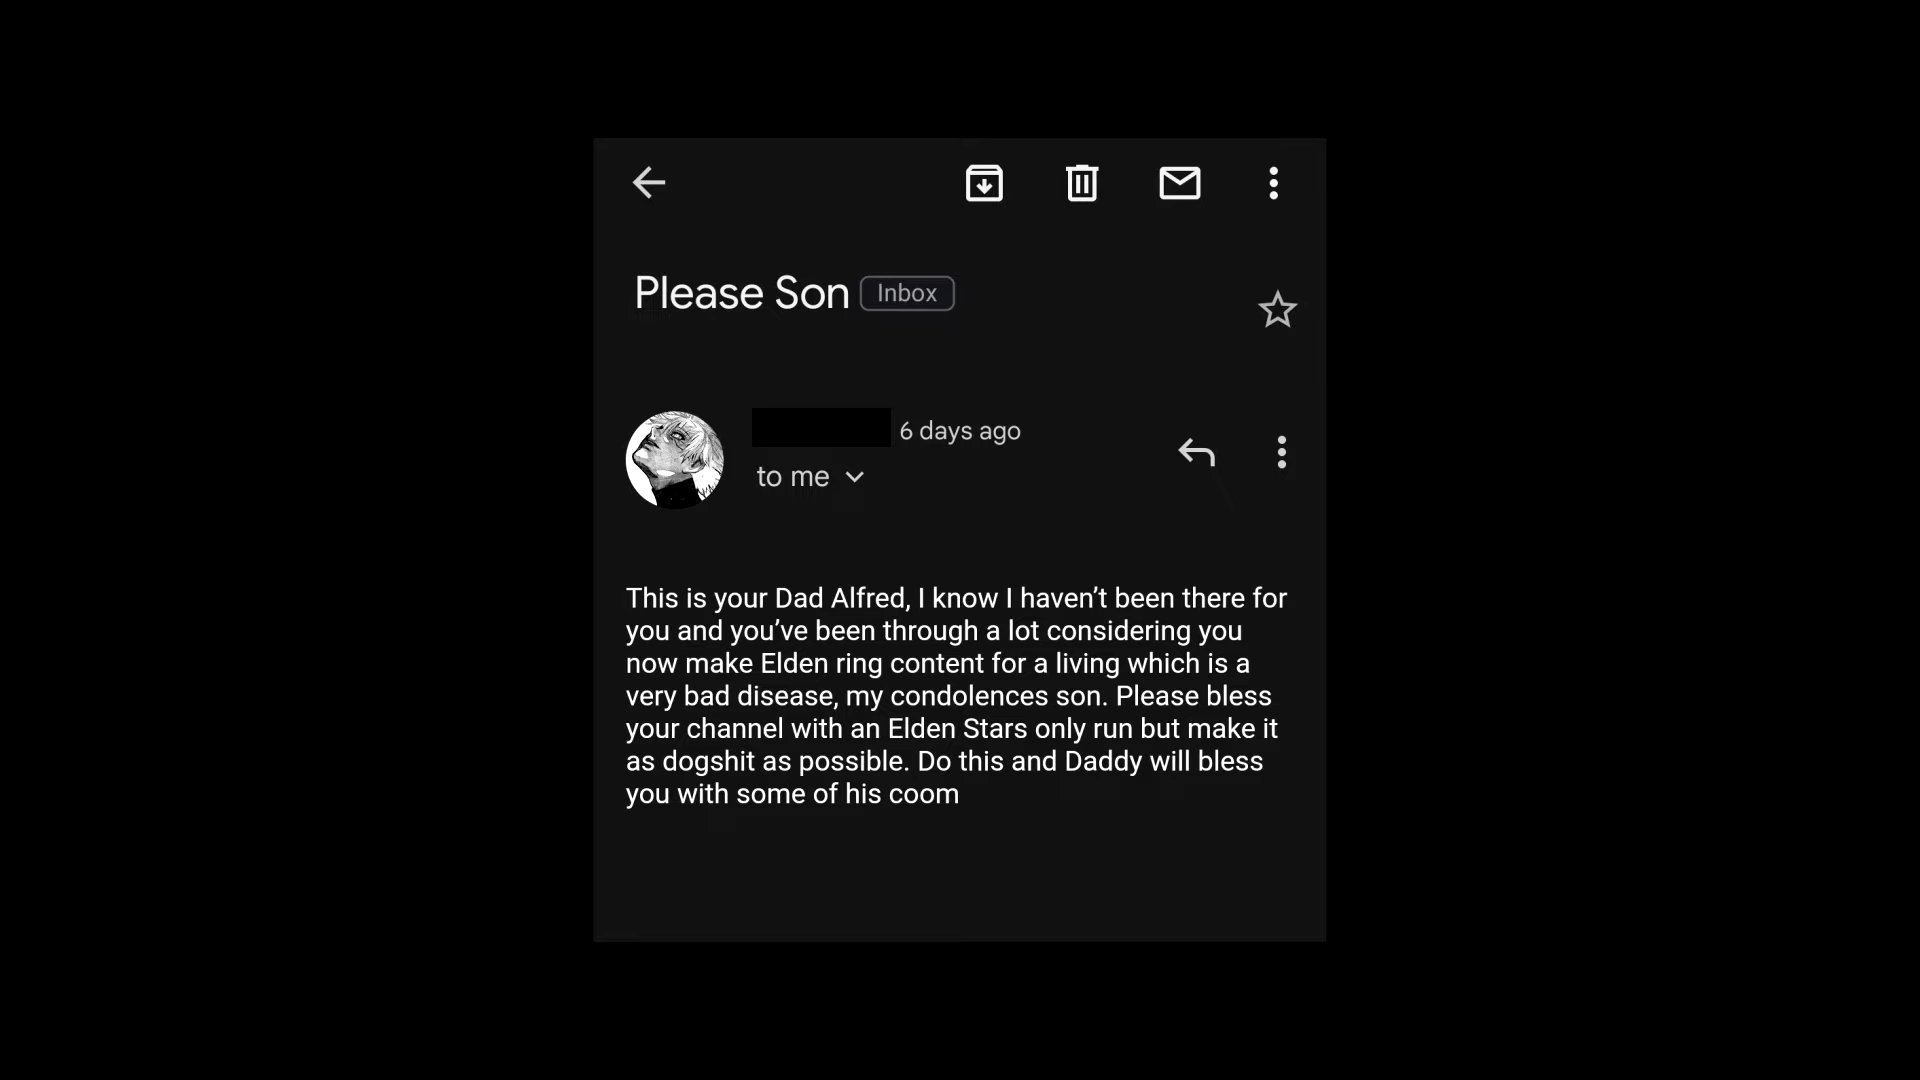 Please Son Inbox
6 days ago
to me
This is your Dad Alfred, I know I haven’t been there for
you and you’ve been through a lot considering you
now make Elden ring content for a living which is a
very bad disease, my condolences son. Please bless
your channel with an Elden Stars only run but make it
as dogshit as possible. Do this and Daddy will bless
you with some of his coom